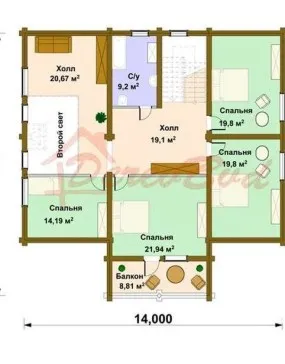 Холл
20,67 м²
С/у
9,2 м²
Второй свет
Холл
19,1 м²
Спальня
19,8 м²
Спальня
19,8 м²
Спальня
14,19 м²
Спальня
21,94 м²
Балкон
8,81 м²
14,000